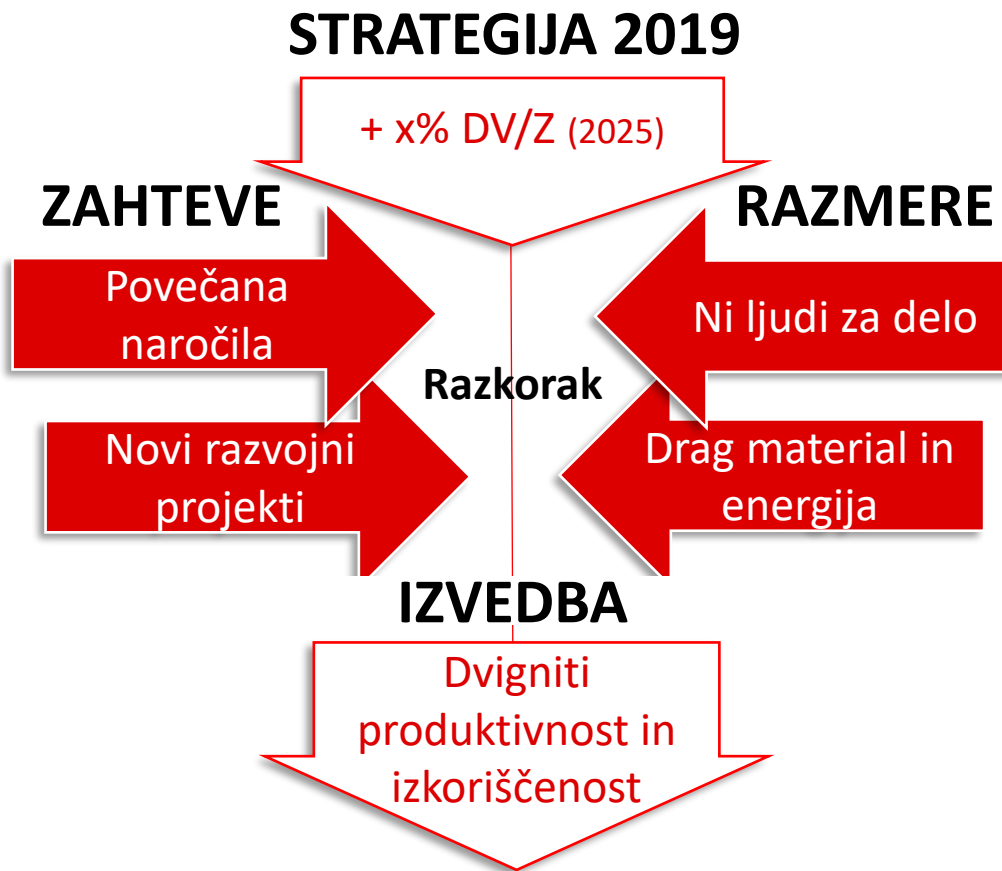 STRATEGIJA 2019
+ x% DV/Z (2025)
ZAHTEVE
RAZMERE
Povečana
naročila
Ni ljudi za delo
Razkorak
Novi razvojni
projekti
Drag material in
energija
IZVEDBA
Dvigniti
produktivnost in
izkoriščenost